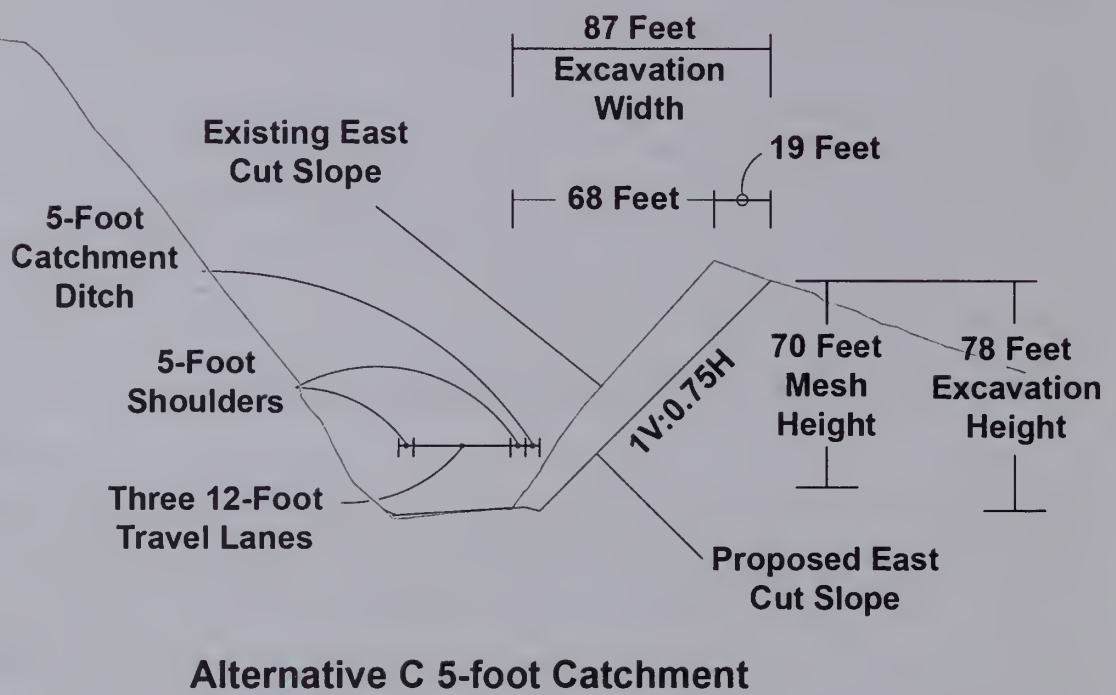 87 Feet
Excavation
Width
19 Feet
68 Feet
Existing East
Cut Slope
5-Foot
Catchment
Ditch
5-Foot
Shoulders
Three 12-Foot
Travel Lanes
1V:0.75H
70 Feet
Mesh
Height
78 Feet
Excavation
Height
Proposed East
Cut Slope
Alternative C 5-foot Catchment